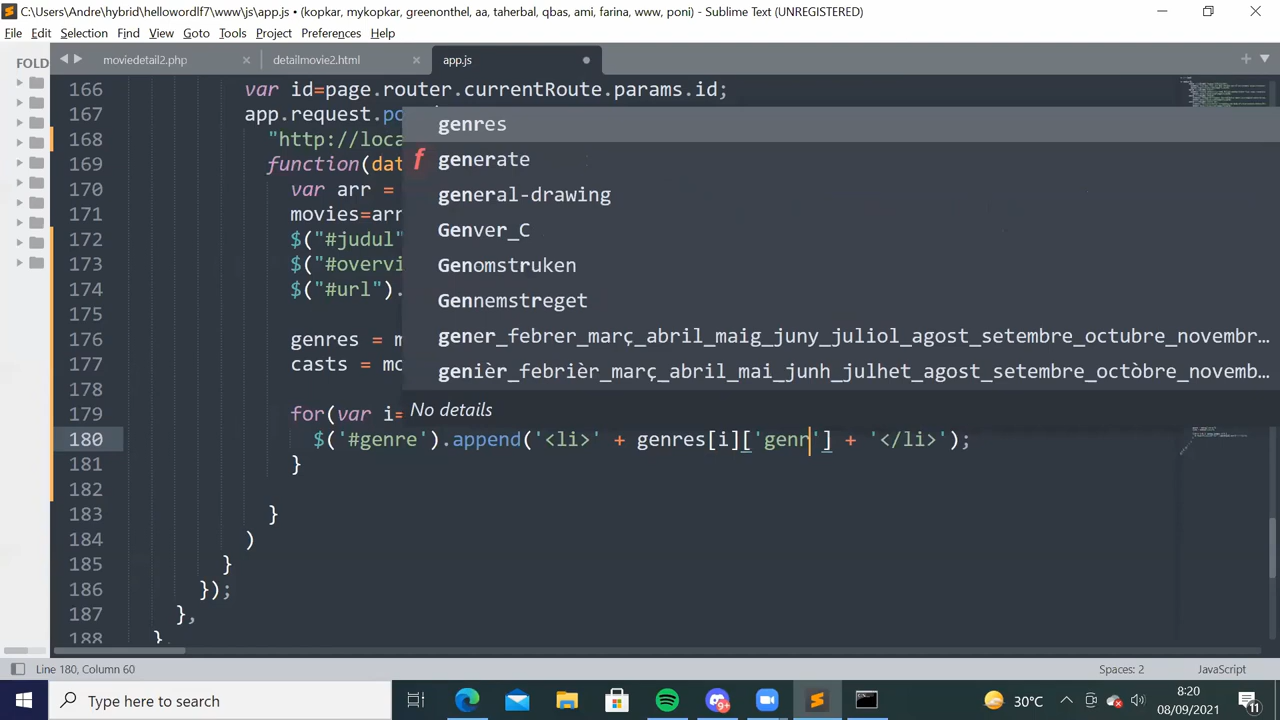 C:\Users\Andre\hybrid\hellowordlf7\www\js\app.js • (kopkar, mykopkar, greeneninthel, aa, taherbal, qbas, ami, farina, www, poni) - Sublime Text (UNREGISTERED)
File Edit Selection Find View Goto Tools Project Preferences Help
FOLD
moviedetail2.php × detailmovie2.html × app.js
166 var id=page.router.currentRoute.params.id;
167 app.request.po
168 "http://loca
169 function(dat
170 var arr =
171 movies=arr
172 $("#judul"
173 $("#overvi
174 $("#url").
175
176 genres = m
177 casts = mo
178
179 for(var i=
180 $('#genre').append('<li>' + genres[i]['genr'] + '</li>');
181 }
182
183 }
184 )
185 }
186 });
187 },
188 }
genres
f generate
general-drawing
Genver_C
Genomstruken
Gennemstreget
gener_febrer_març_abril_maig_juny_juliol_agost_setembre_octubre_novembr...
genièr_febrièr_març_abril_mai_junh_julhet_agost_setembre_octòbre_novemb...
No details
Line 180, Column 60 Spaces: 2 JavaScript
Type here to search 9+ 30°C 8:20
08/09/2021 11